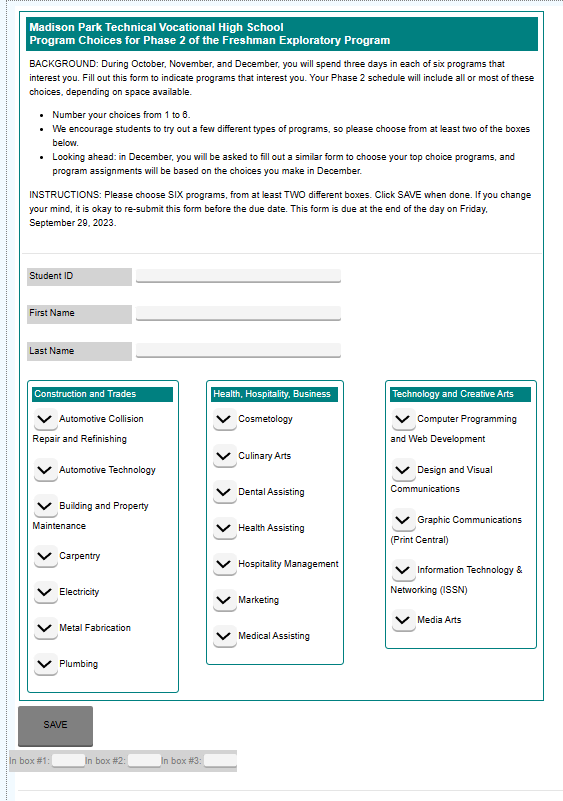 Madison Park Technical Vocational High School
Program Choices for Phase 2 of the Freshman Exploratory Program
BACKGROUND: During October, November, and December, you will spend three days in each of six programs that
interest you. Fill out this form to indicate programs that interest you. Your Phase 2 schedule will include all or most of these
choices, depending on space available.
• Number your choices from 1 to 6.
• We encourage students to try out a few different types of programs, so please choose from at least two of the boxes
below.
• Looking ahead: in December, you will be asked to fill out a similar form to choose your top choice programs, and
program assignments will be based on the choices you make in December.
INSTRUCTIONS: Please choose SIX programs, from at least TWO different boxes. Click SAVE when done. If you change
your mind, it is okay to re-submit this form before the due date. This form is due at the end of the day on Friday,
September 29, 2023.
Student ID
First Name
Last Name
Construction and Trades
Automotive Collision
Repair and Refinishing
Automotive Technology
Building and Property
Maintenance
Carpentry
Electricity
Metal Fabrication
Plumbing
Health, Hospitality, Business
Cosmetology
Culinary Arts
Dental Assisting
Health Assisting
Hospitality Management
Marketing
Medical Assisting
Technology and Creative Arts
Computer Programming
and Web Development
Design and Visual
Communications
Graphic Communications
(Print Central)
Information Technology &
Networking (ISSN)
Media Arts
SAVE
In box #1: In box #2: In box #3: